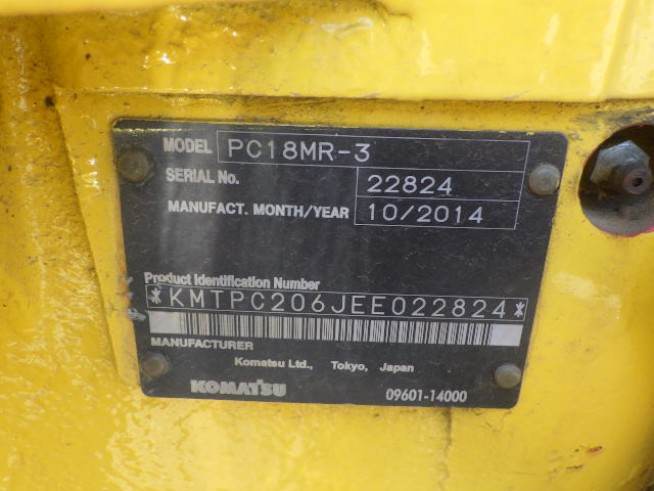 MODEL PC18MR-3
SERIAL No. 22824
MANUFACT. MONTH/YEAR 10/2014
Product Identification Number
*KMTPC206JEE022824*
MANUFACTURER
Komatsu Ltd., Tokyo, Japan
KOMATSU 09601-14000